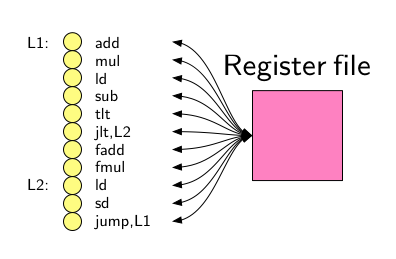 L1: add
mul
ld
sub
tlt
jlt,L2
fadd
fmul
L2: ld
sd
jump,L1
Register file